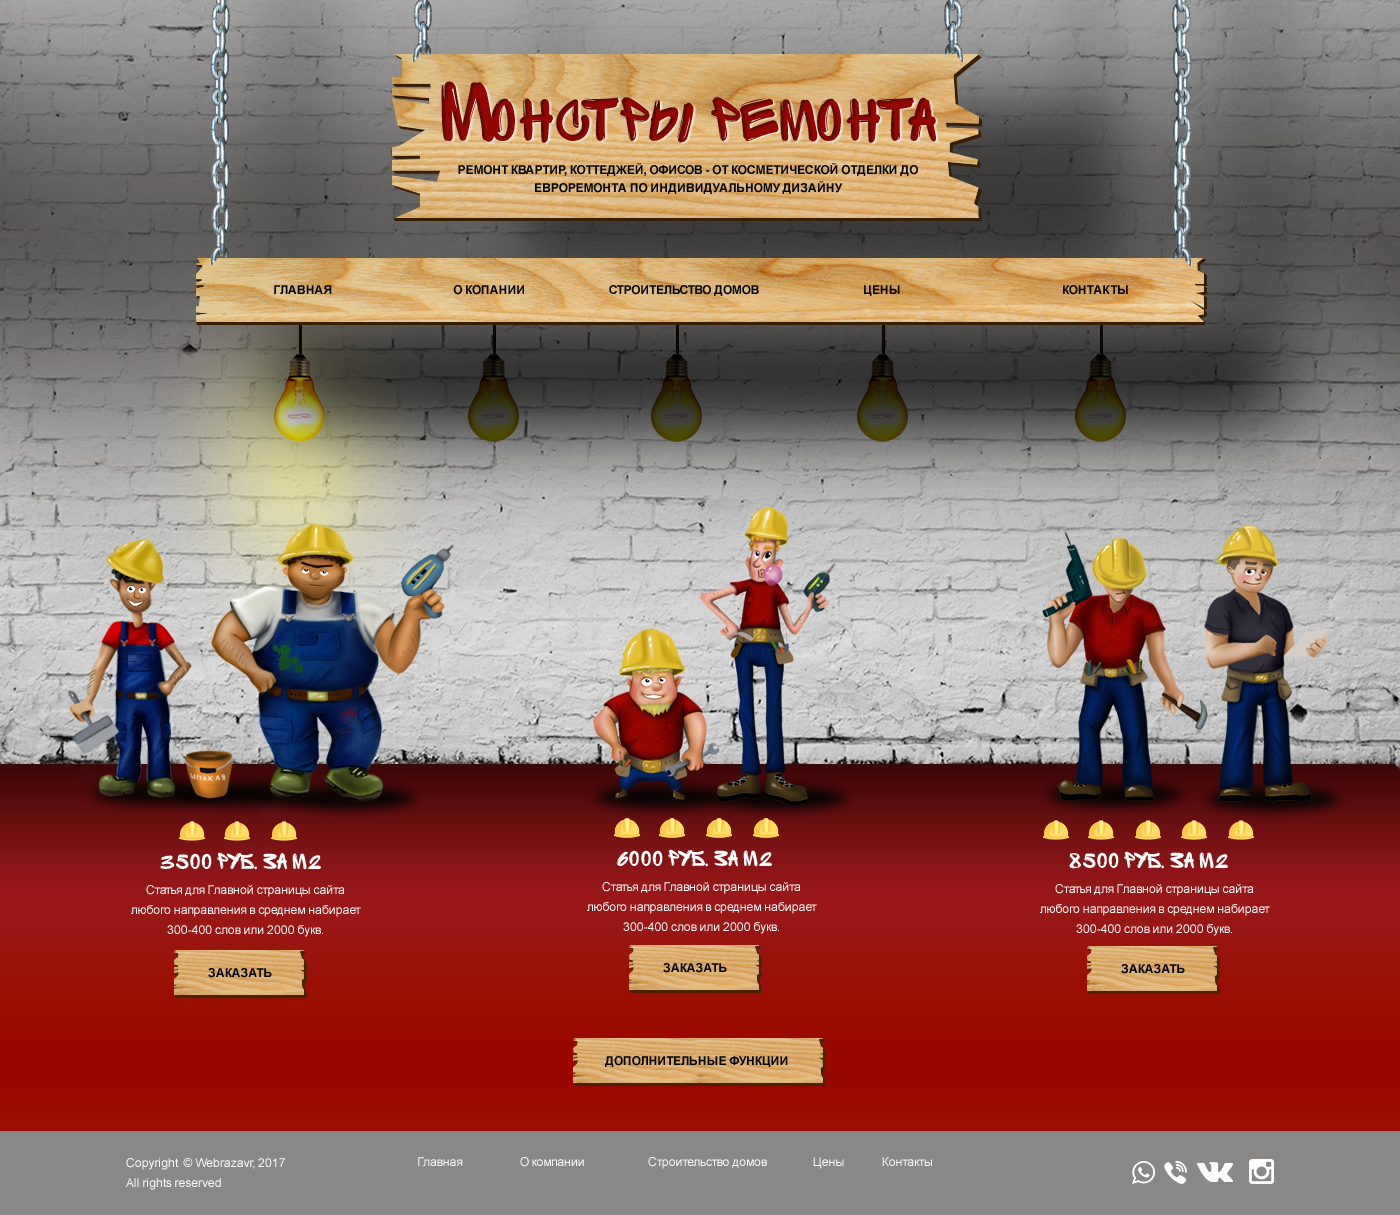 Монстры ремонта
РЕМОНТ КВАРТИР, КОТТЕДЖЕЙ, ОФИСОВ - ОТ КОСМЕТИЧЕСКОЙ ОТДЕЛКИ ДО
ЕВРОРЕМОНТА ПО ИНДИВИДУАЛЬНОМУ ДИЗАЙНУ
ГЛАВНАЯ
О КОПАНИИ
СТРОИТЕЛЬСТВО ДОМОВ
ЦЕНЫ
КОНТАКТЫ
ШПАКЛЯ
3500 РУБ. ЗА М2
Статья для Главной страницы сайта
любого направления в среднем набирает
300-400 слов или 2000 букв.
ЗАКАЗАТЬ
6000 РУБ. ЗА М2
Статья для Главной страницы сайта
любого направления в среднем набирает
300-400 слов или 2000 букв.
ЗАКАЗАТЬ
8500 РУБ. ЗА М2
Статья для Главной страницы сайта
любого направления в среднем набирает
300-400 слов или 2000 букв.
ЗАКАЗАТЬ
ДОПОЛНИТЕЛЬНЫЕ ФУНКЦИИ
Copyright © Webrazavr, 2017
All rights reserved
Главная
О компании
Строительство домов
Цены
Контакты